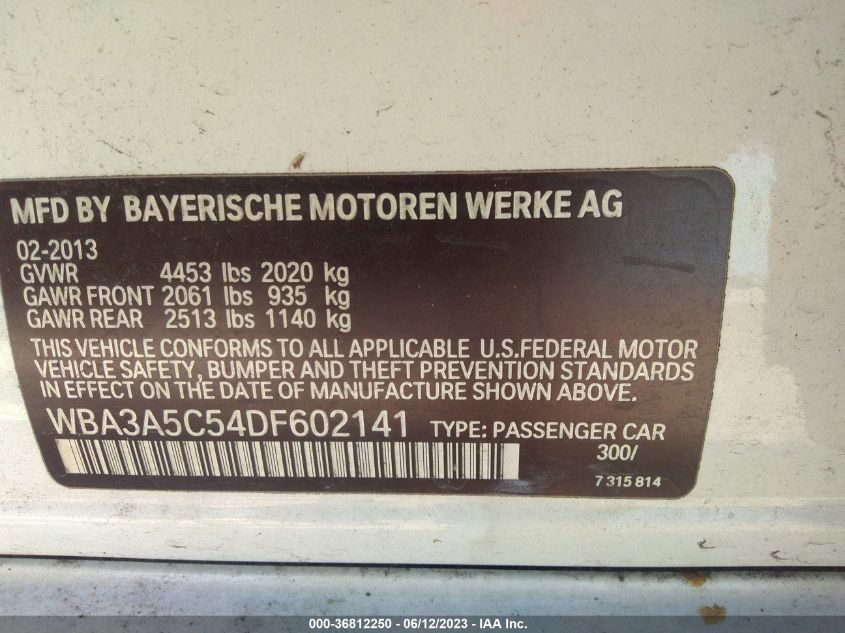 MFD BY BAYERISCHE MOTOREN WERKE AG
02-2013
GVWR 4453 lbs 2020 kg
GAWR FRONT 2061 lbs 935 kg
GAWR REAR 2513 lbs 1140 kg
THIS VEHICLE CONFORMS TO ALL APPLICABLE U.S.FEDERAL MOTOR
VEHICLE SAFETY, BUMPER AND THEFT PREVENTION STANDARDS
IN EFFECT ON THE DATE OF MANUFACTURE SHOWN ABOVE.
WBA3A5C54DF602141 TYPE: PASSENGER CAR
300/
7 315 814
000-36812250 - 06/12/2023 - IAA Inc.